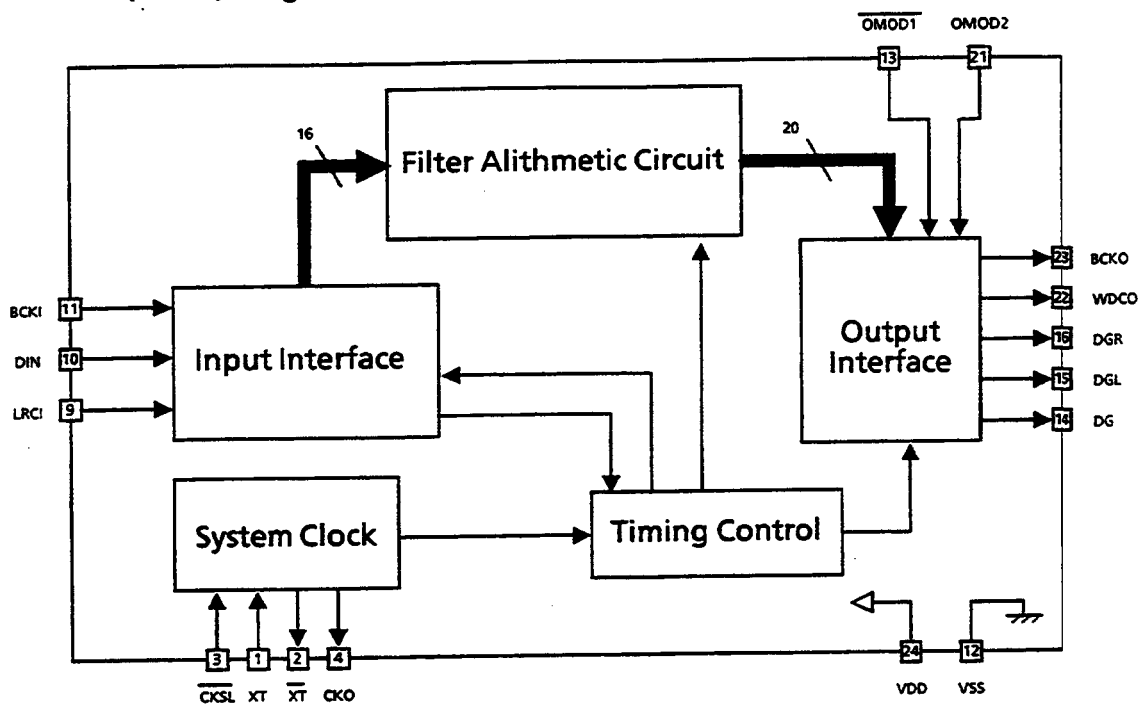 OMOD1 OMOD2
13 21
16
20
Filter Alithmetic Circuit
23 BCKO
22 WDCO
16 DGR
15 DGL
14 DG
Output
Interface
BCKI 11
DIN 10
LRCI 9
Input Interface
System Clock
Timing Control
3 1 2 4
CKSL XT XT CKO
24 12
VDD VSS